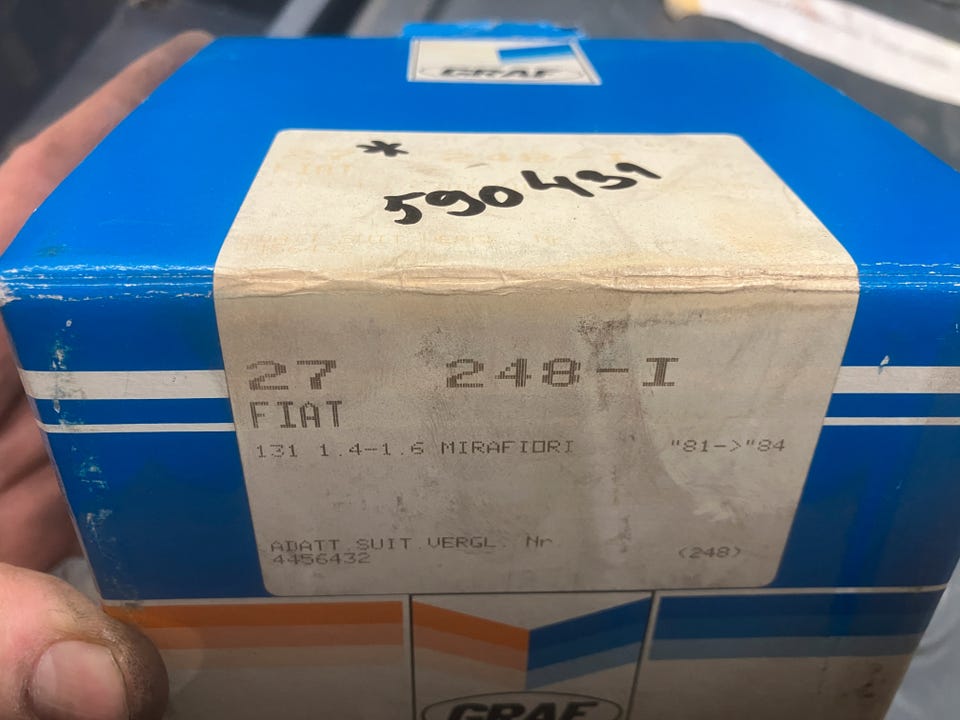 GRAF
*
590431
27 248-I
FIAT
131 1.4-1.6 MIRAFIORI "81->"84
ADATT.SUIT.VERGL. Nr
4456432 (248)
GRAF